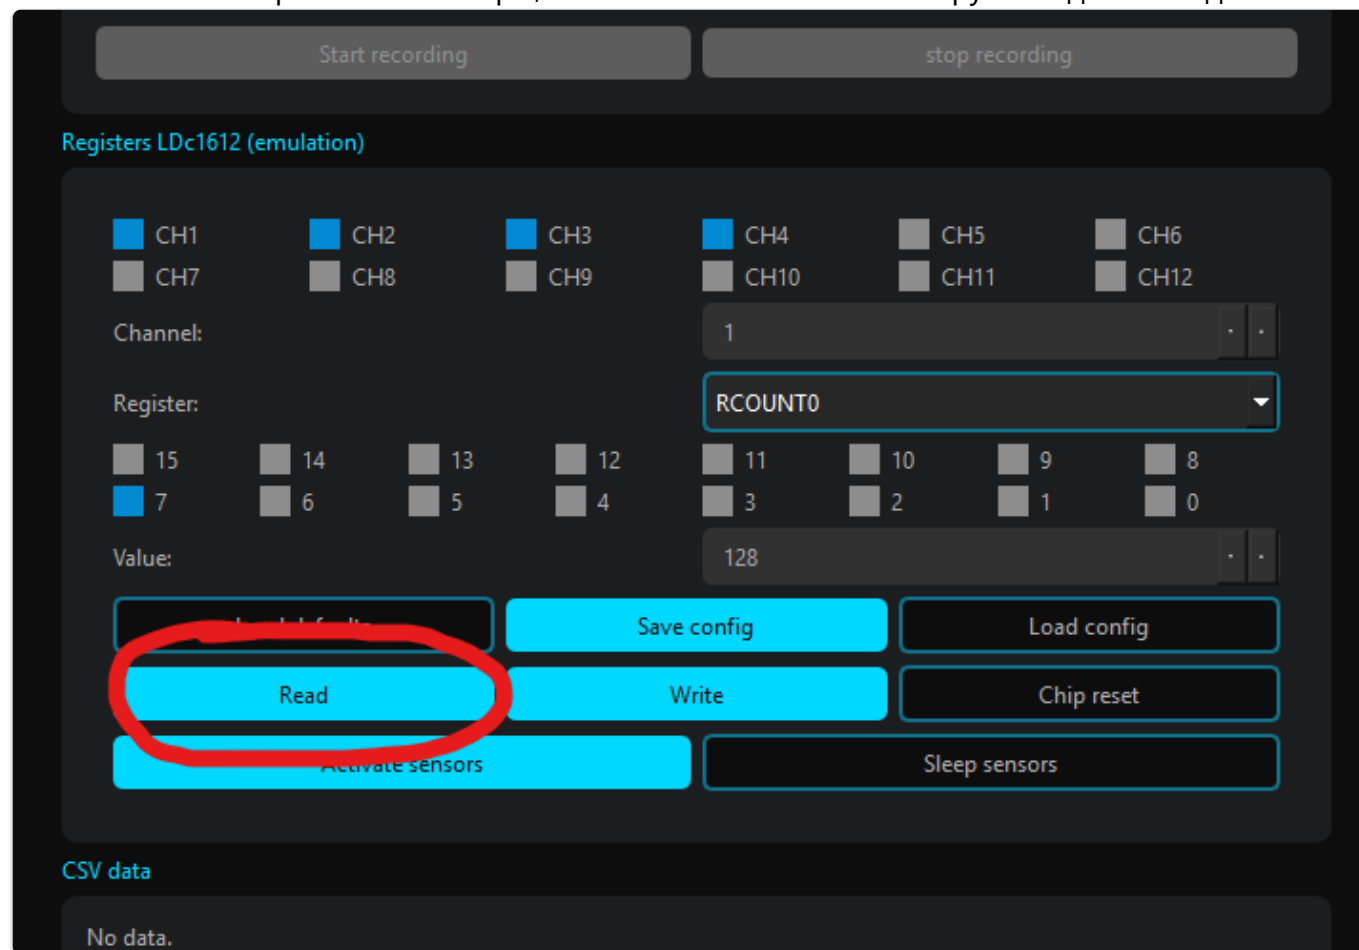 Start recording stop recording
Registers LDc1612 (emulation)
CH1 CH2 CH3 CH4 CH5 CH6
CH7 CH8 CH9 CH10 CH11 CH12
Channel: 1
Register: RCOUNT0
15 14 13 12 11 10 9 8
7 6 5 4 3 2 1 0
Value: 128
Save config Load config
Read Write Chip reset
Activate sensors Sleep sensors
CSV data
No data.